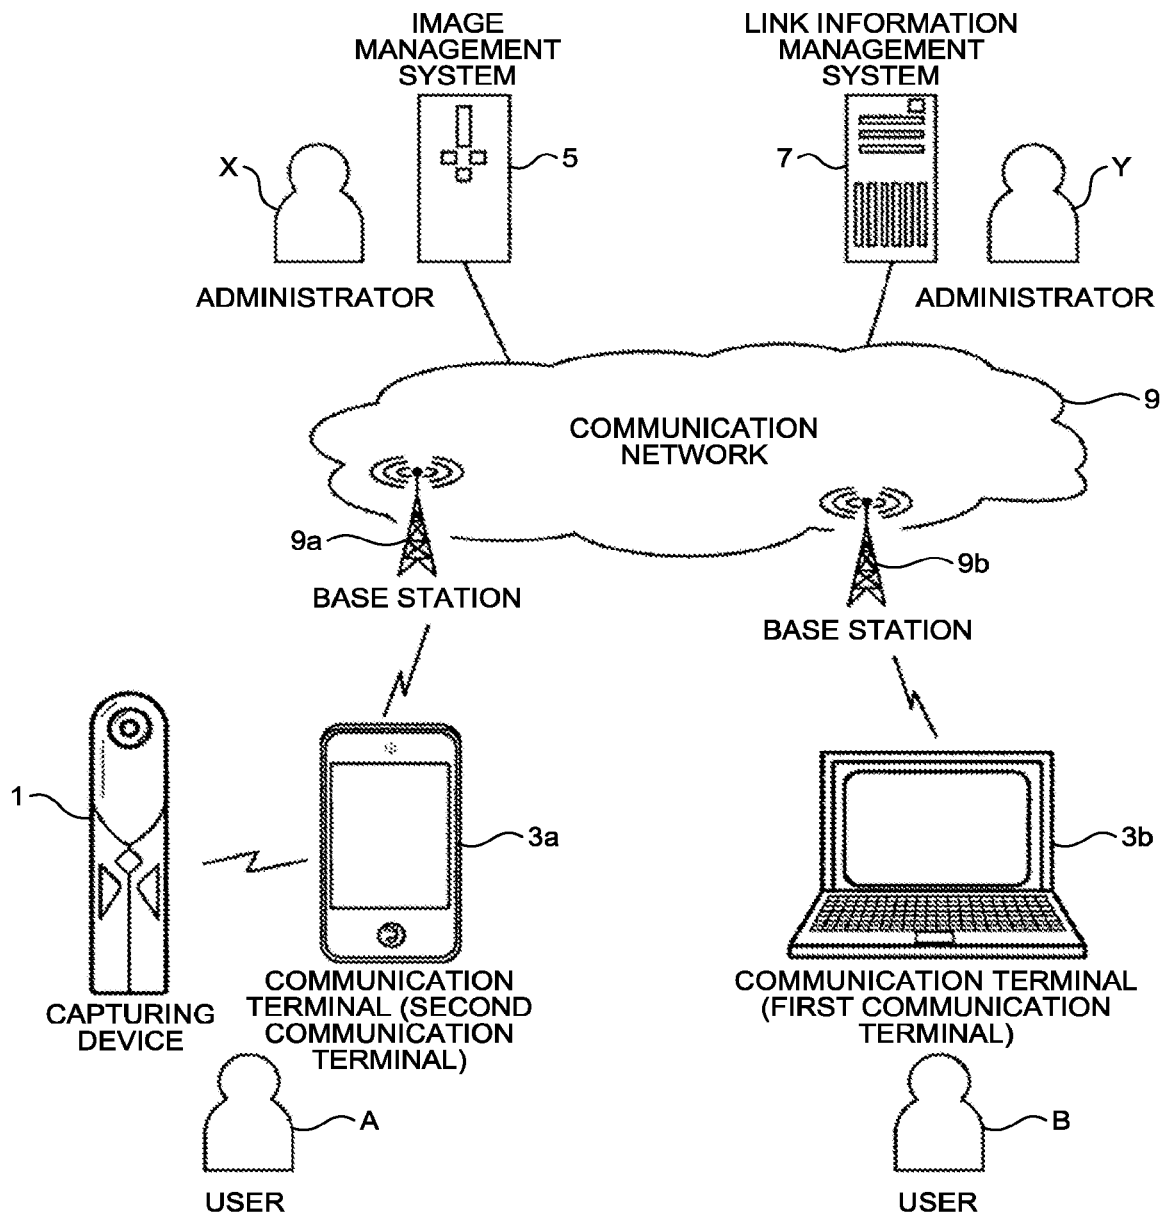 IMAGE
MANAGEMENT
SYSTEM
LINK INFORMATION
MANAGEMENT
SYSTEM
X
5
7
Y
ADMINISTRATOR
ADMINISTRATOR
9
COMMUNICATION
NETWORK
9a
9b
BASE STATION
BASE STATION
1
3a
3b
CAPTURING
DEVICE
COMMUNICATION
TERMINAL (SECOND
COMMUNICATION
TERMINAL)
COMMUNICATION TERMINAL
(FIRST COMMUNICATION
TERMINAL)
A
B
USER
USER